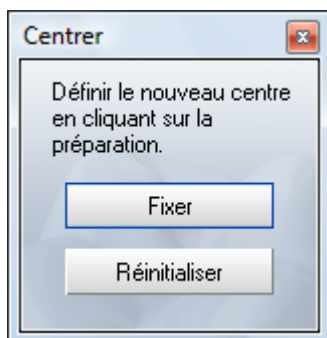 Centrer
Définir le nouveau centre
en cliquant sur la
préparation.
Fixer
Réinitialiser